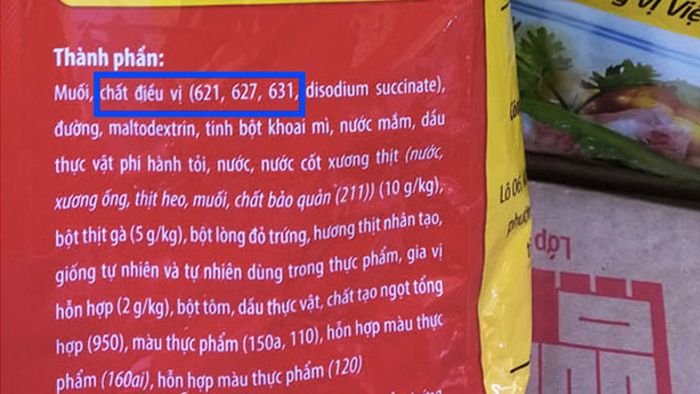 Thành phần:
Muối, chất điều vị (621, 627, 631, disodium succinate),
đường, maltodextrin, tinh bột khoai mì, nước mắm, dầu
thực vật phi hành tỏi, nước, nước cốt xương thịt (nước,
xương ống, thịt heo, muối, chất bảo quản (211)) (10 g/kg),
bột thịt gà (5 g/kg), bột lòng đỏ trứng, hương thịt nhân tạo,
giống tự nhiên và tự nhiên dùng trong thực phẩm, gia vị
hỗn hợp (2 g/kg), bột tôm, dầu thực vật, chất tạo ngọt tổng
hợp (950), màu thực phẩm (150a, 110), hỗn hợp màu thực
phẩm (160ai), hỗn hợp màu thực phẩm (120)
vị Việ
Lô 06,